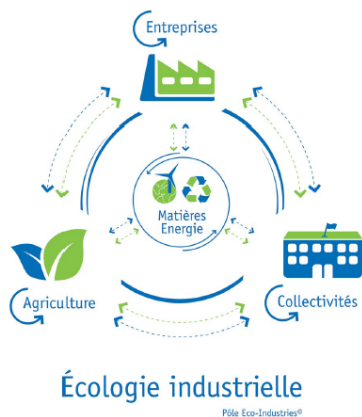 Entreprises
Matières
Energie
Agriculture
Collectivités
Écologie industrielle
Pôle Eco-Industries®